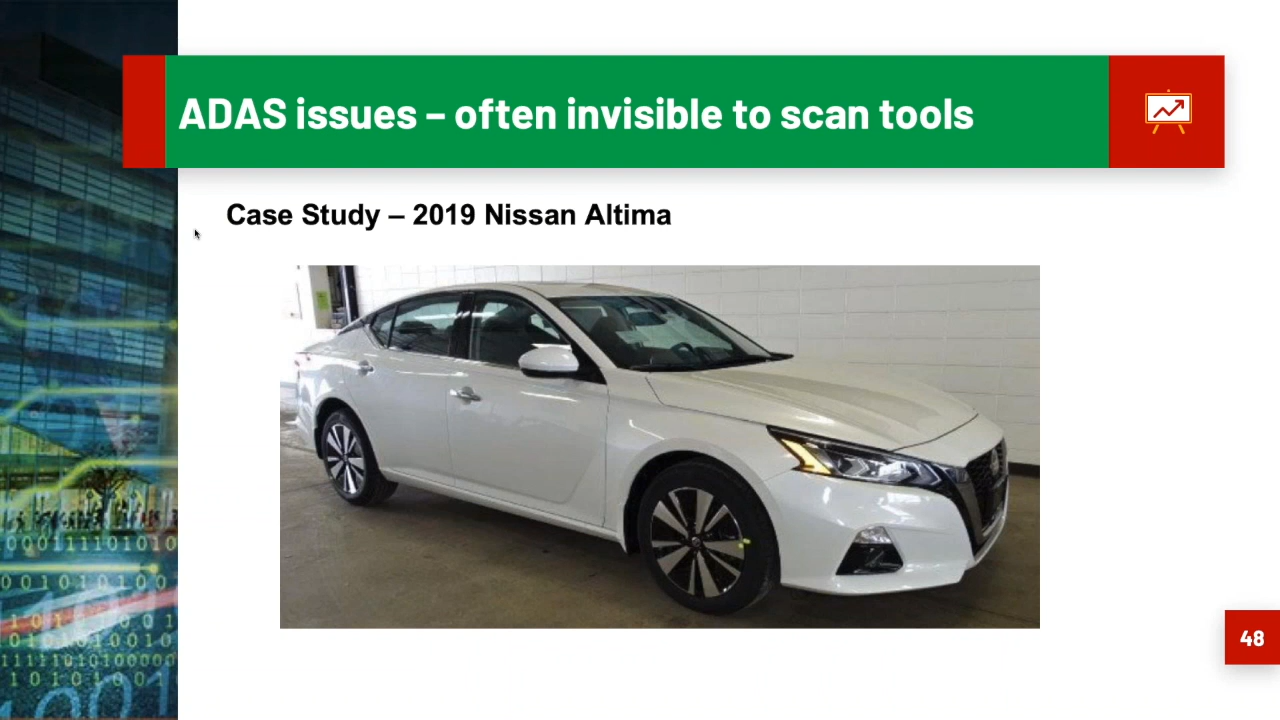 ADAS issues – often invisible to scan tools
Case Study – 2019 Nissan Altima
48